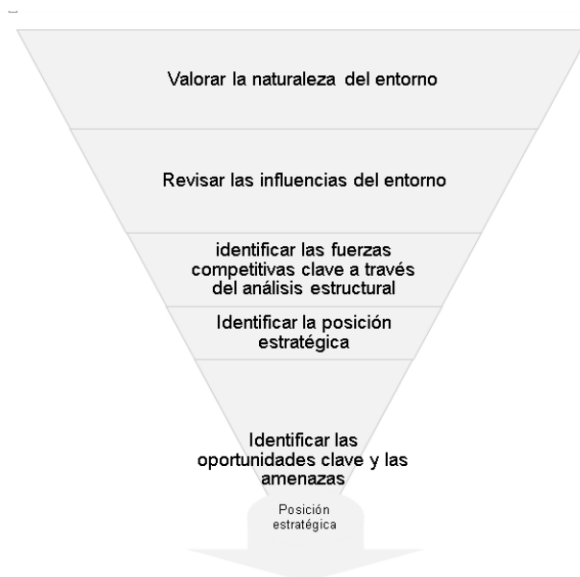 Valorar la naturaleza del entorno
Revisar las influencias del entorno
identificar las fuerzas
competitivas clave a través
del análisis estructural
Identificar la posición
estratégica
Identificar las
oportunidades clave y las
amenazas
Posición
estratégica